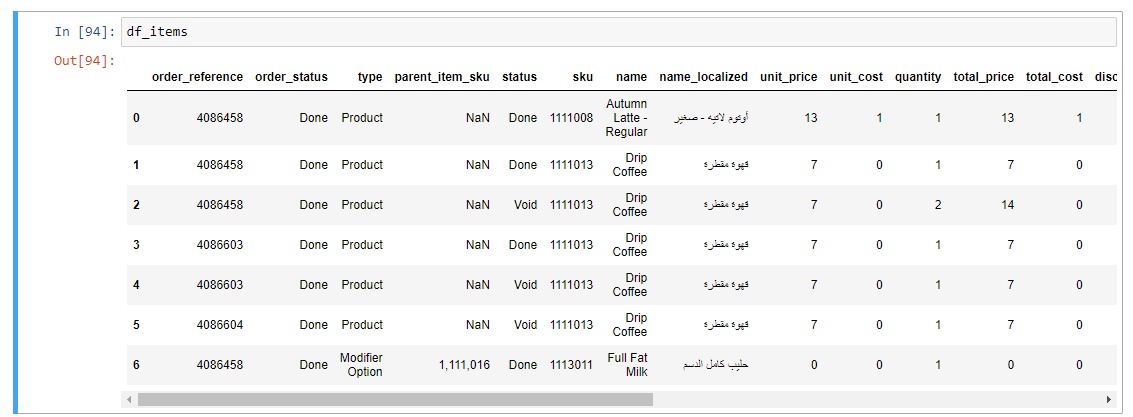 In [94]: df_items
Out[94]:
order_reference order_status type parent_item_sku status sku name name_localized unit_price unit_cost quantity total_price total_cost disc
0 4086458 Done Product NaN Done 1111008 Autumn Latte - Regular أوتوم لاتيه - صغير 13 1 1 13 1
1 4086458 Done Product NaN Done 1111013 Drip Coffee قهوة مقطرة 7 0 1 7 0
2 4086458 Done Product NaN Void 1111013 Drip Coffee قهوة مقطرة 7 0 2 14 0
3 4086603 Done Product NaN Done 1111013 Drip Coffee قهوة مقطرة 7 0 1 7 0
4 4086603 Done Product NaN Void 1111013 Drip Coffee قهوة مقطرة 7 0 1 7 0
5 4086604 Done Product NaN Void 1111013 Drip Coffee قهوة مقطرة 7 0 1 7 0
6 4086458 Done Modifier Option 1,111,016 Done 1113011 Full Fat Milk حليب كامل الدسم 0 0 1 0 0